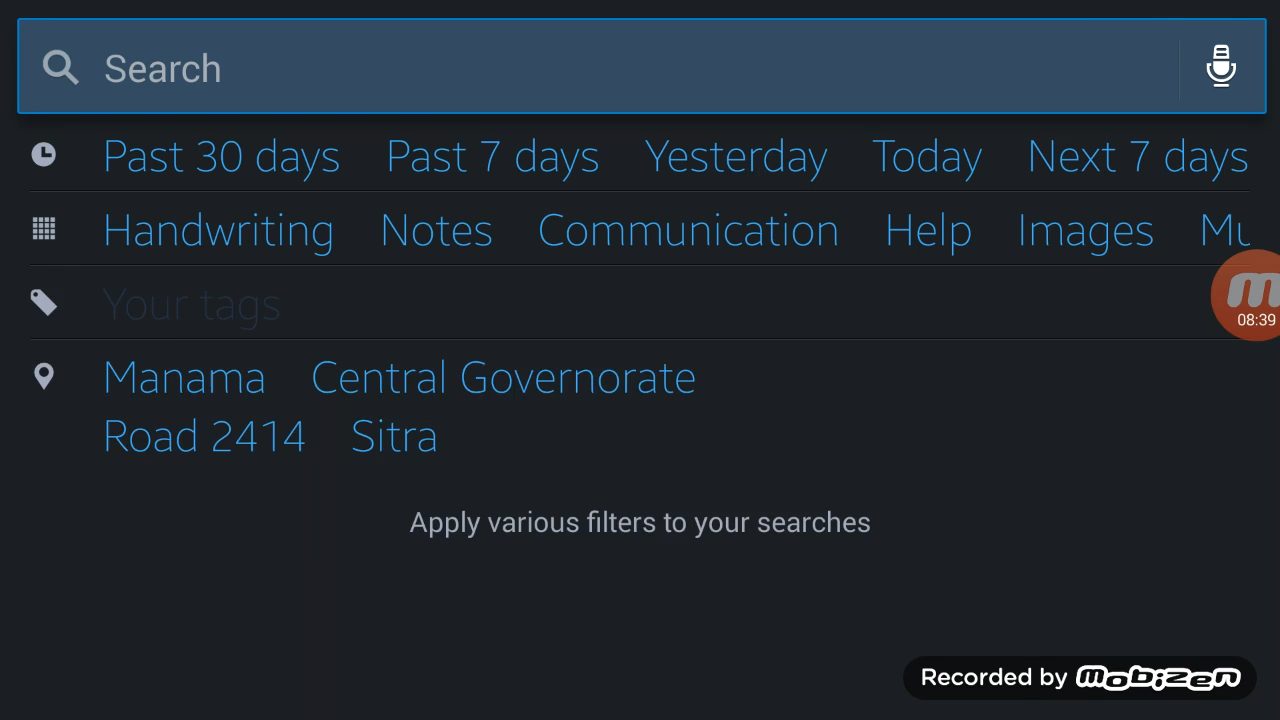 Search
Past 30 days Past 7 days Yesterday Today Next 7 days
Handwriting Notes Communication Help Images Mu
08:39
Your tags
Manama Central Governorate
Road 2414 Sitra
Apply various filters to your searches
Recorded by mobizen